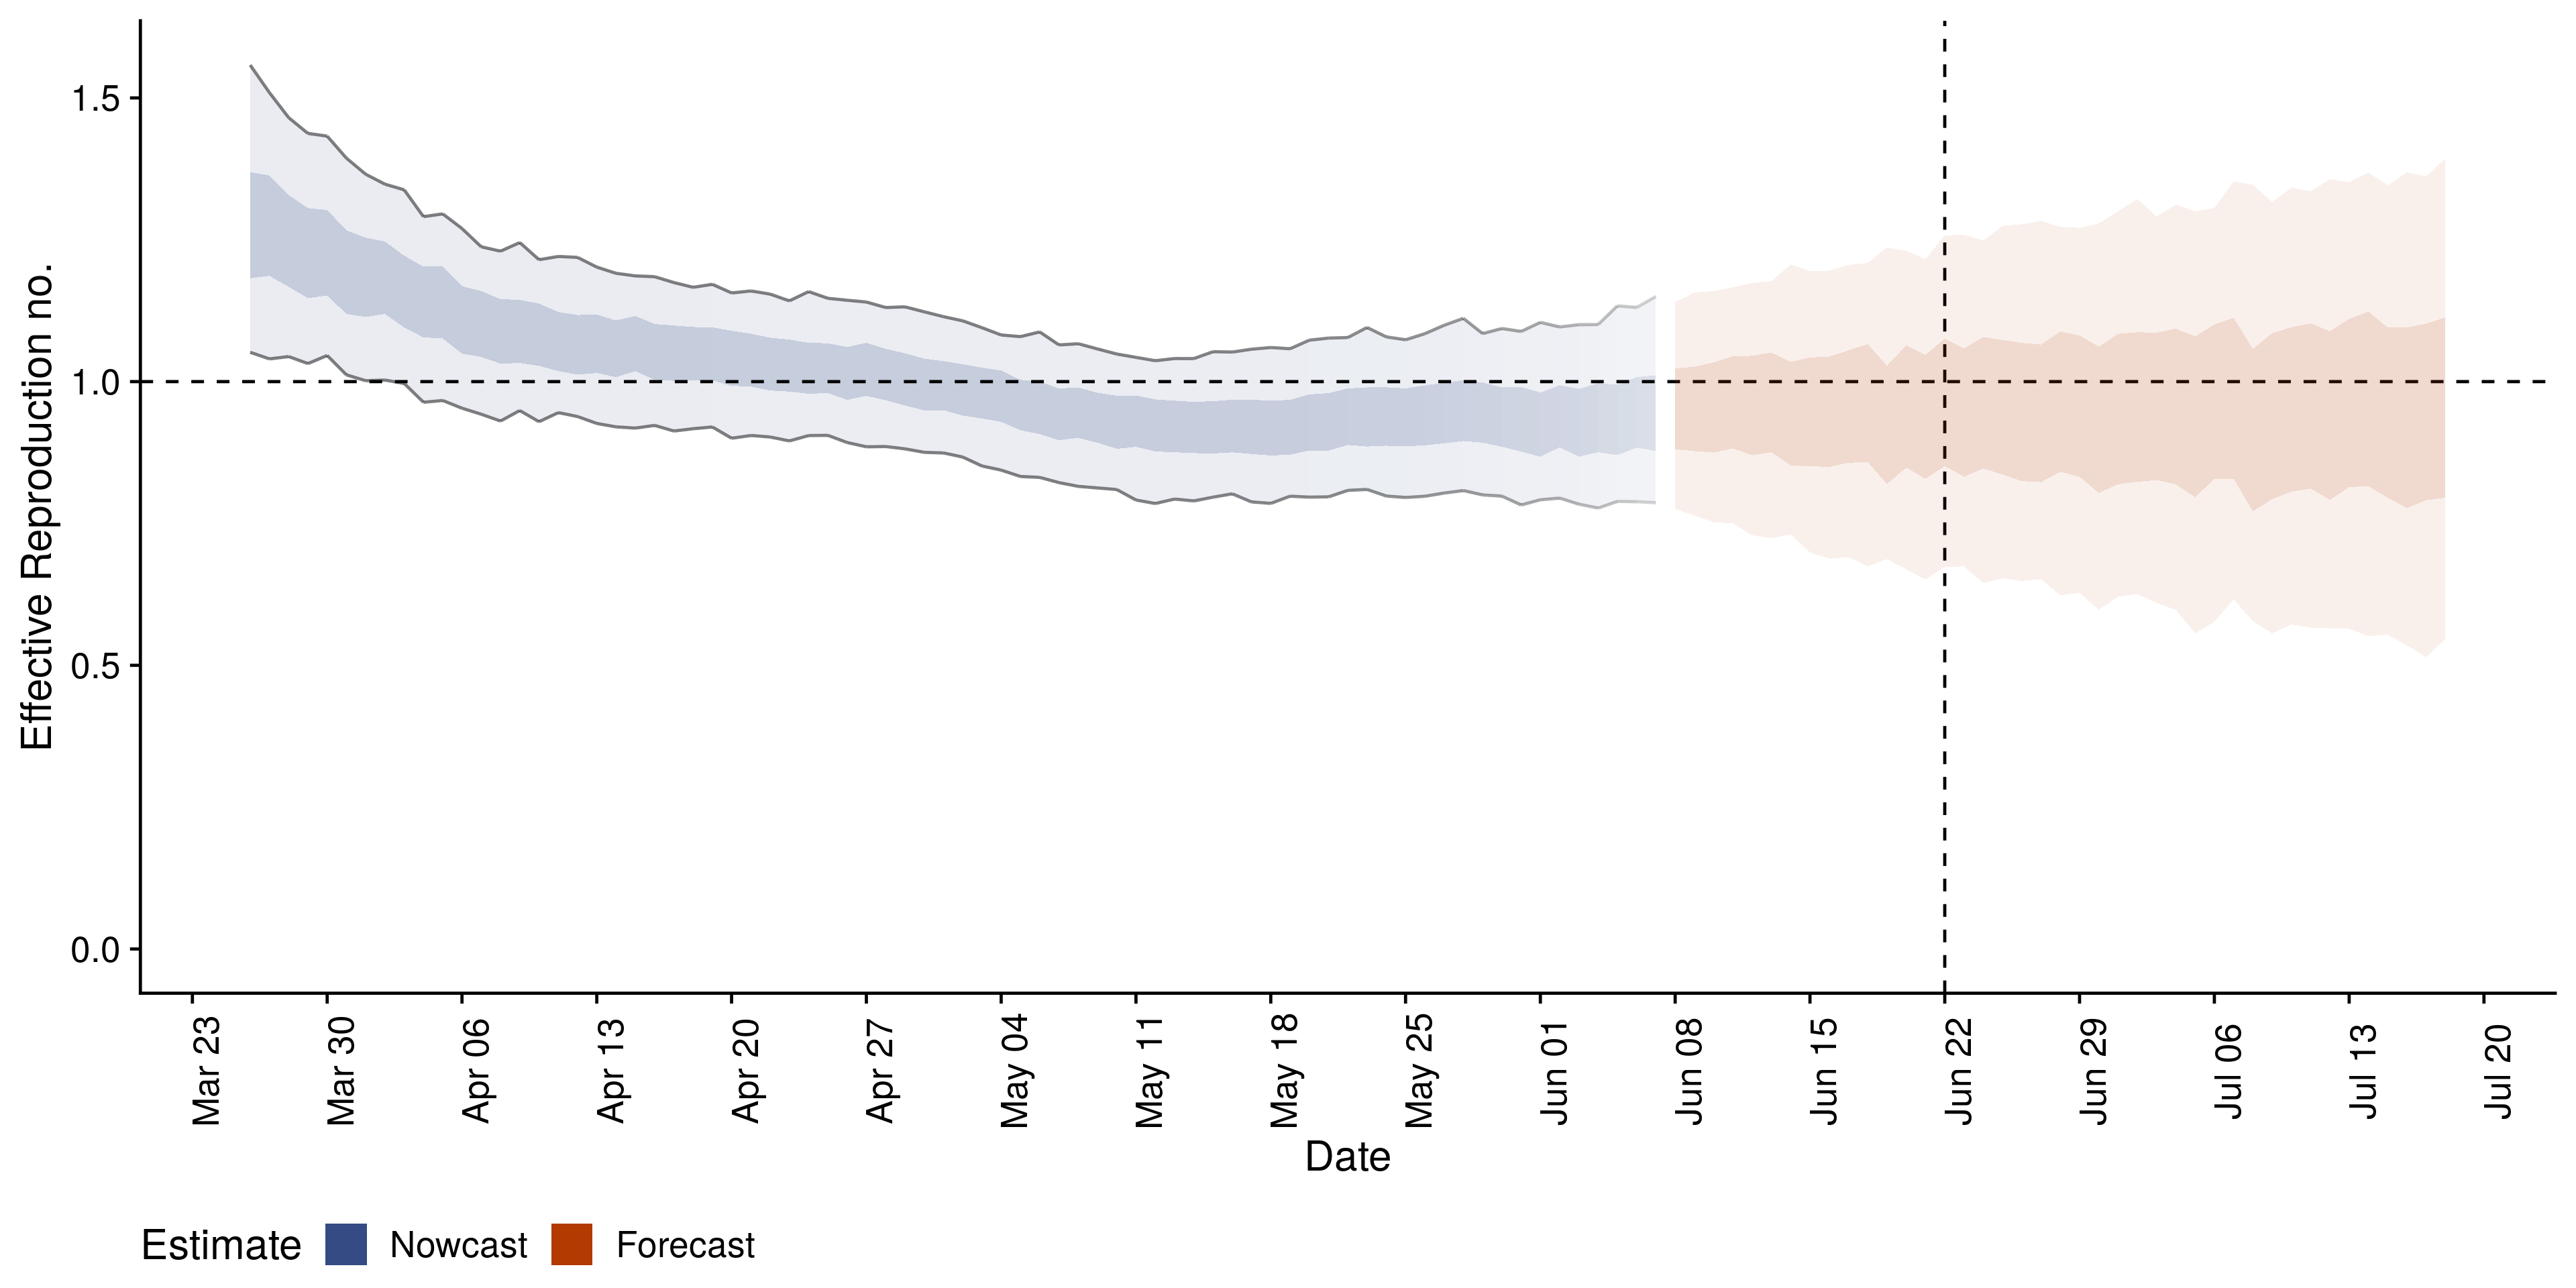 Effective Reproduction no.
1.5
1.0
0.5
0.0
Mar 23
Mar 30
Apr 06
Apr 13
Apr 20
Apr 27
May 04
May 11
May 18
May 25
Jun 01
Jun 08
Jun 15
Jun 22
Jun 29
Jul 06
Jul 13
Jul 20
Date
Estimate Nowcast Forecast